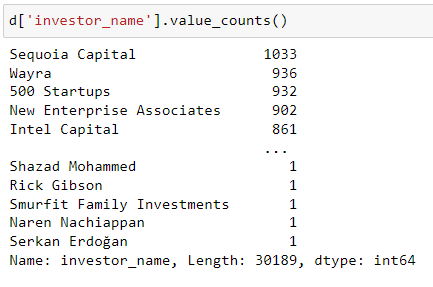 d['investor_name'].value_counts()
Sequoia Capital 1033
Wayra 936
500 Startups 932
New Enterprise Associates 902
Intel Capital 861
...
Shazad Mohammed 1
Rick Gibson 1
Smurfit Family Investments 1
Naren Nachiappan 1
Serkan Erdoğan 1
Name: investor_name, Length: 30189, dtype: int64